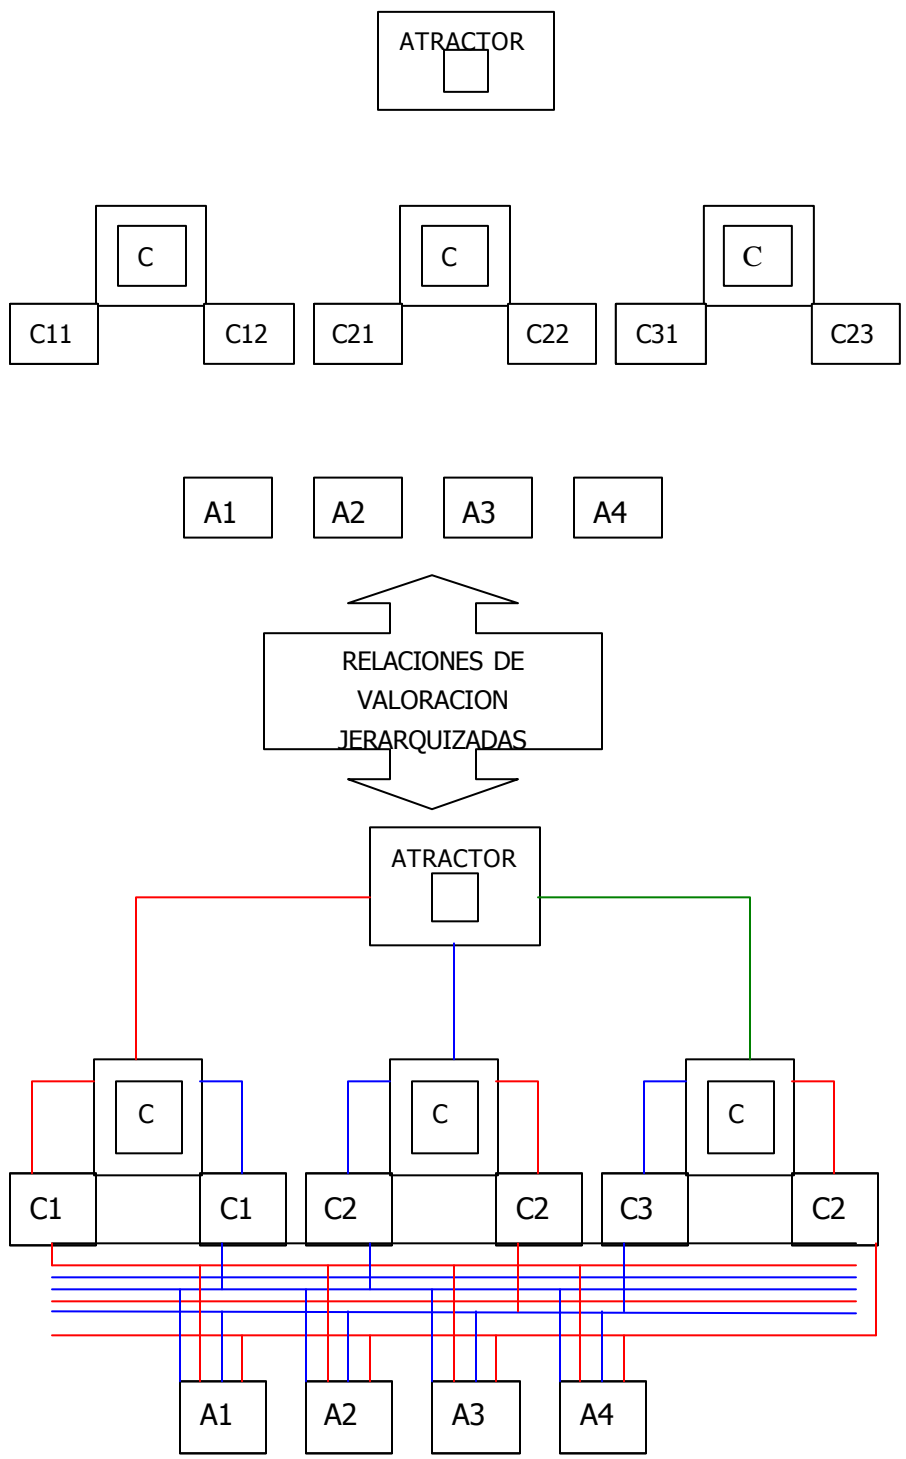 ATRACTOR
C C C
C11 C12 C21 C22 C31 C23
A1 A2 A3 A4
RELACIONES DE
VALORACION
JERARQUIZADAS
ATRACTOR
C C C
C1 C1 C2 C2 C3 C2
A1 A2 A3 A4